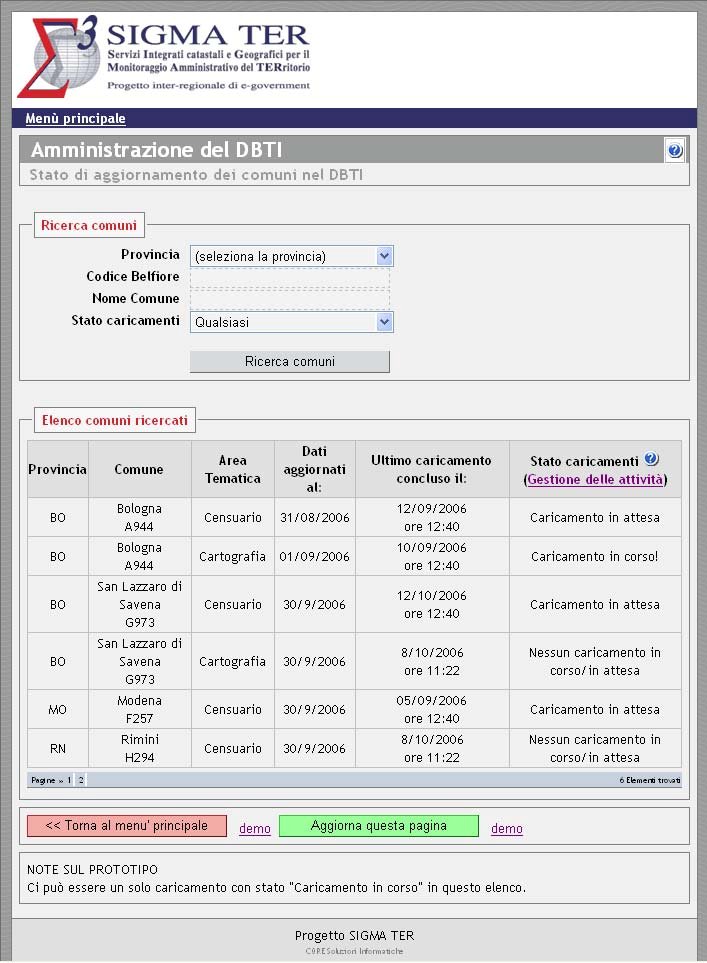 3
SIGMA TER
Servizi Integrati catastali e Geografici per il
Monitoraggio Amministrativo del TERritorio
Progetto inter-regionale di e-government
Menù principale
Amministrazione del DBTI
?
Stato di aggiornamento dei comuni nel DBTI
Ricerca comuni
Provincia (seleziona la provincia)
Codice Belfiore
Nome Comune
Stato caricamenti Qualsiasi
Ricerca comuni
Elenco comuni ricercati
Provincia
Comune
Area
Tematica
Dati
aggiornati
al:
Ultimo caricamento
concluso il:
Stato caricamenti ?
(Gestione delle attività)
BO
Bologna
A944
Censuario
31/08/2006
12/09/2006
ore 12:40
Caricamento in attesa
BO
Bologna
A944
Cartografia
01/09/2006
10/09/2006
ore 12:40
Caricamento in corso!
BO
San Lazzaro di
Savena
G973
Censuario
30/9/2006
12/10/2006
ore 12:40
Caricamento in attesa
BO
San Lazzaro di
Savena
G973
Cartografia
30/9/2006
8/10/2006
ore 11:22
Nessun caricamento in
corso/in attesa
MO
Modena
F257
Censuario
30/9/2006
05/09/2006
ore 12:40
Caricamento in attesa
RN
Rimini
H294
Censuario
30/9/2006
8/10/2006
ore 11:22
Nessun caricamento in
corso/in attesa
Pagine » 1 2
6 Elementi trovati
<< Torna al menu' principale demo Aggiorna questa pagina demo
NOTE SUL PROTOTIPO
Ci può essere un solo caricamento con stato "Caricamento in corso" in questo elenco.
Progetto SIGMA TER
CORE Soluzioni Informatiche